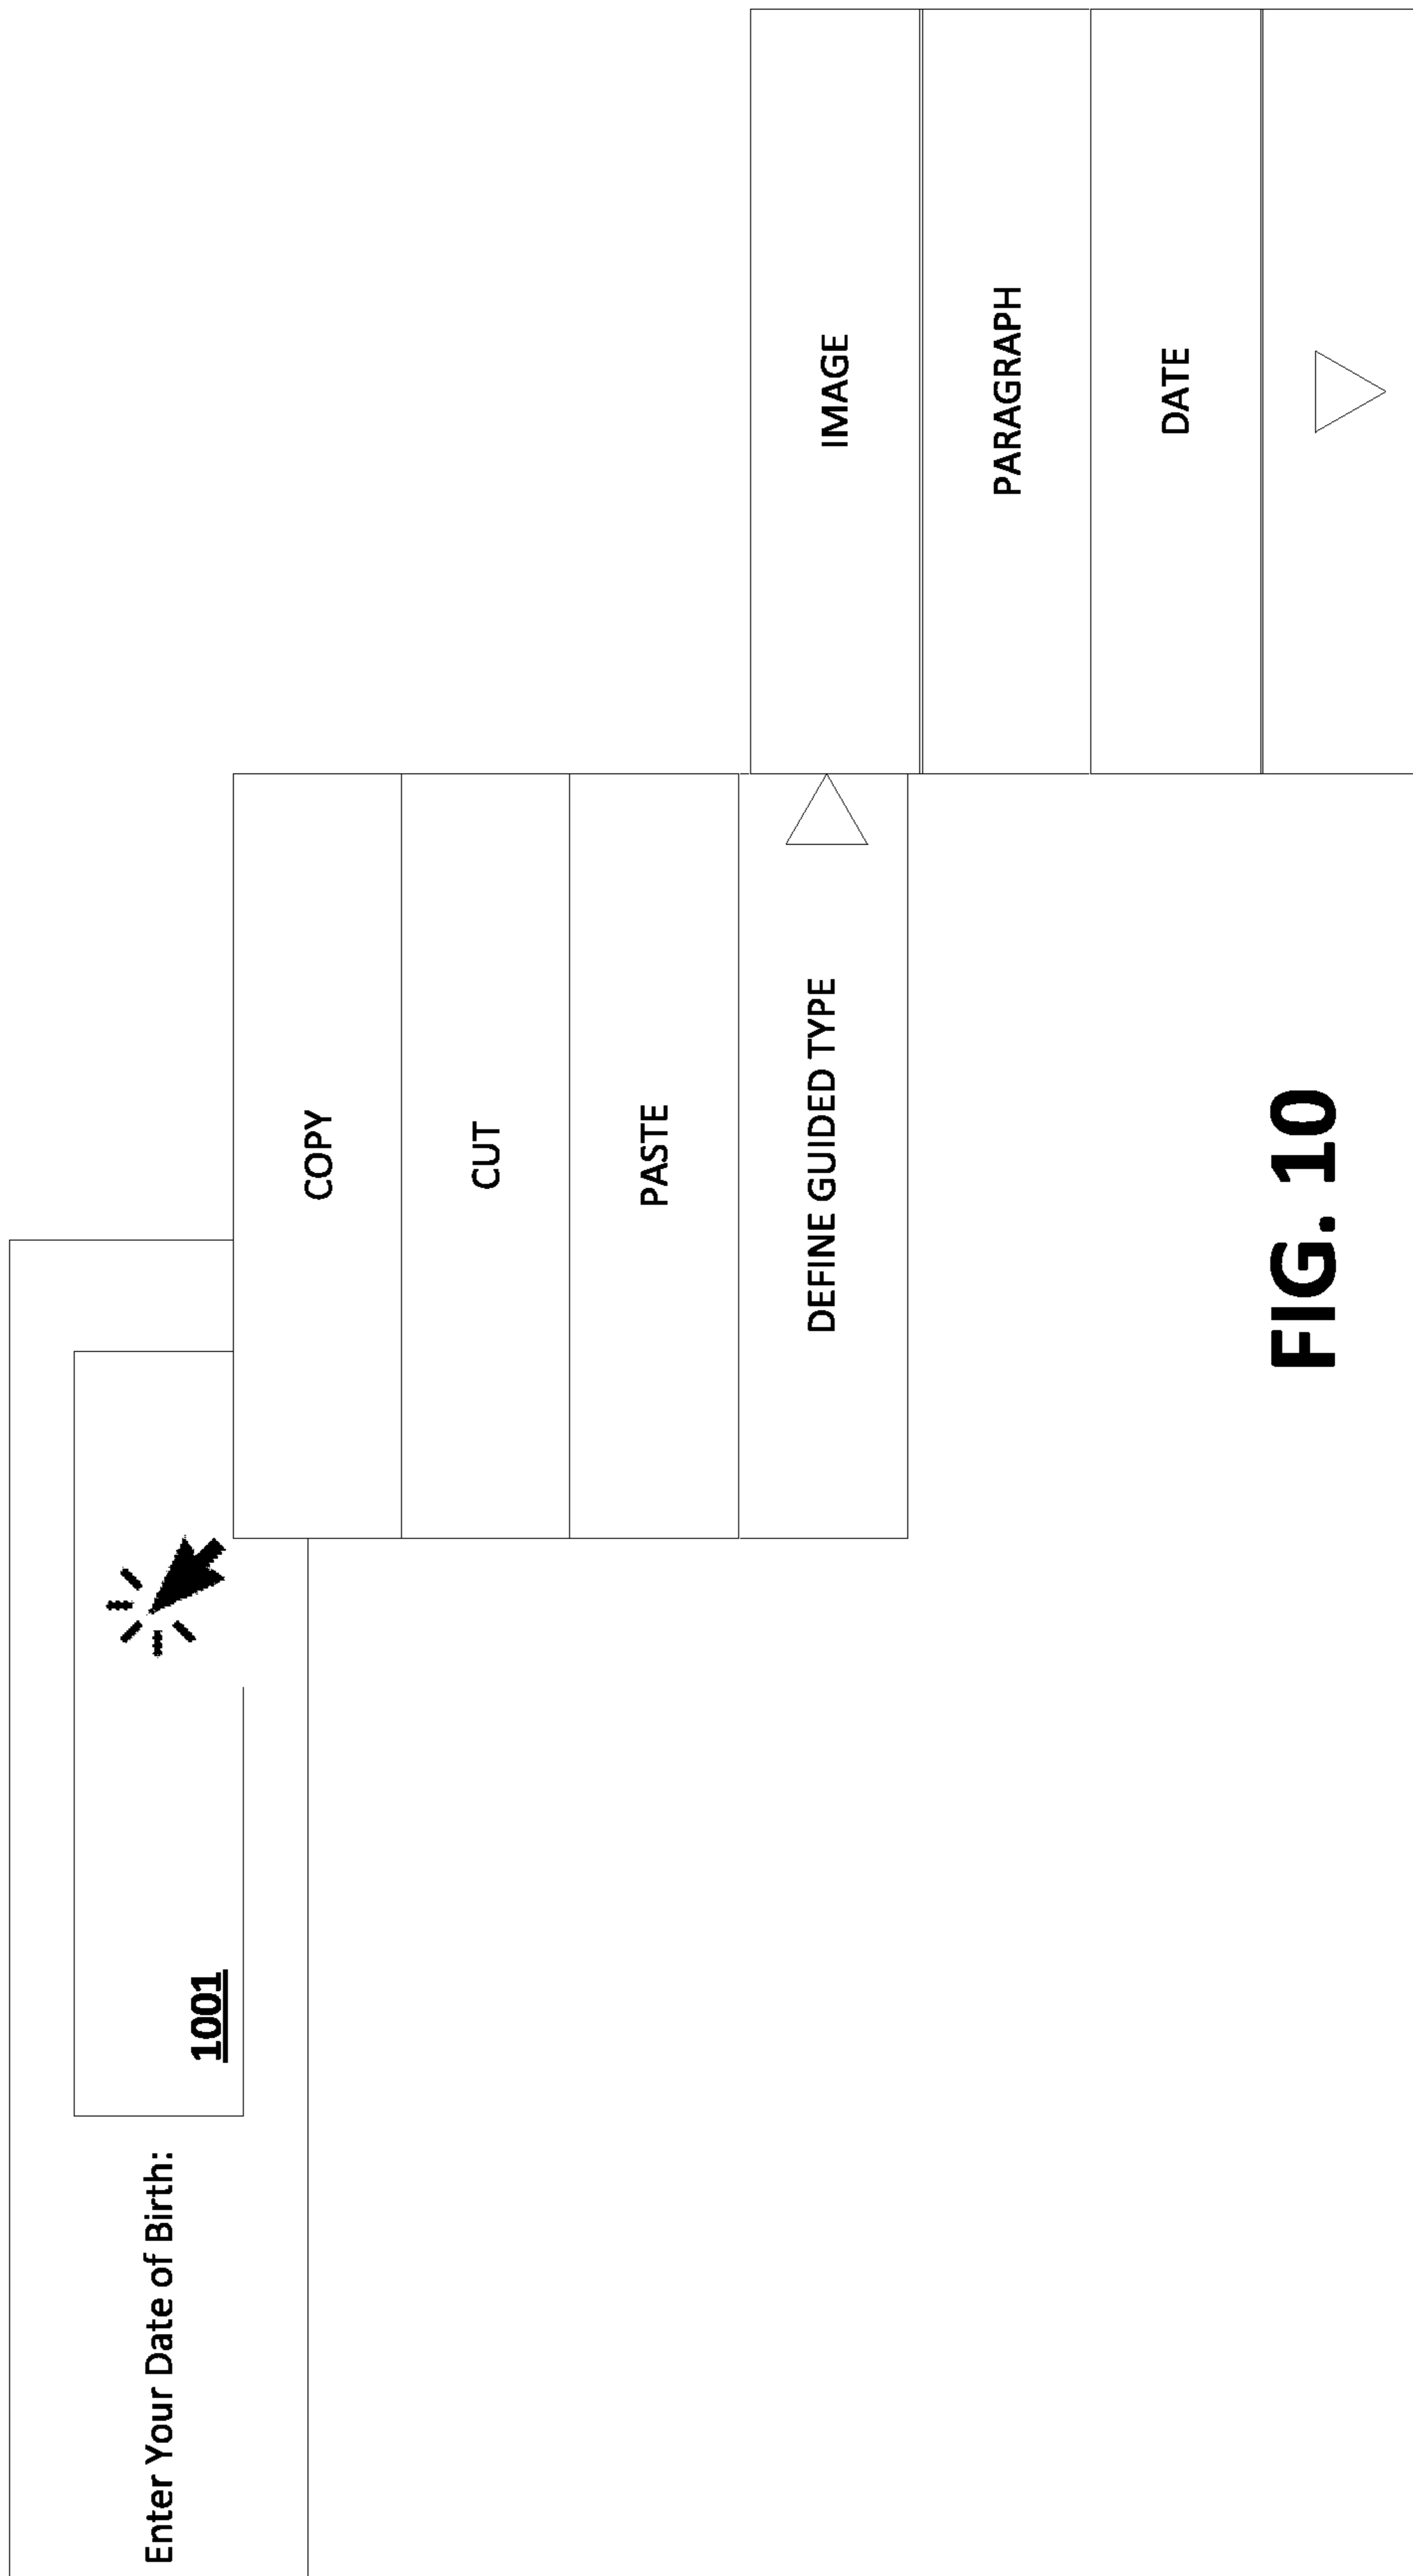 Enter Your Date of Birth:
1001
COPY
CUT
PASTE
DEFINE GUIDED TYPE
IMAGE
PARAGRAPH
DATE
FIG. 10